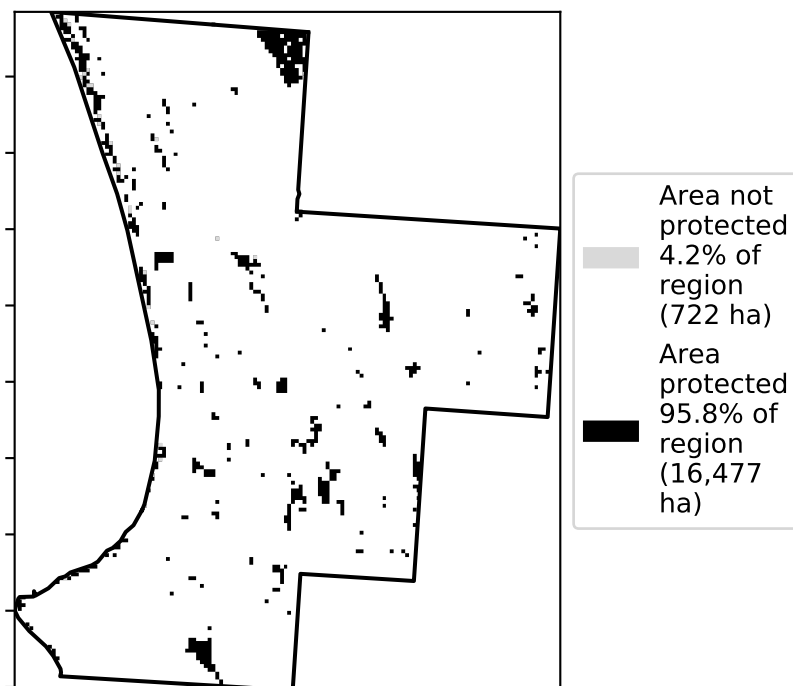 Area not
protected
4.2% of
region
(722 ha)
Area
protected
95.8% of
region
(16,477
ha)